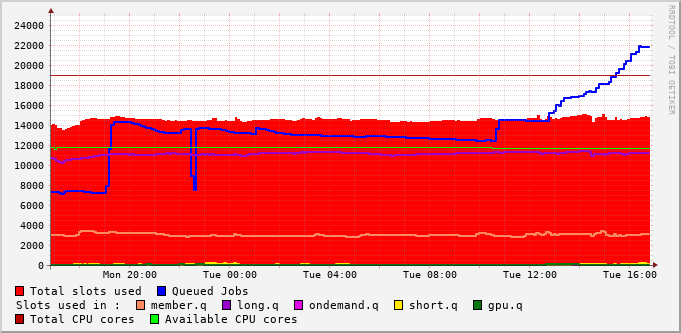 24000
22000
20000
18000
16000
14000
12000
10000
8000
6000
4000
2000
0
Mon 20:00 Tue 00:00 Tue 04:00 Tue 08:00 Tue 12:00 Tue 16:00
RRDTOOL / TOBI OETIKER
Total slots used Queued Jobs
Slots used in : member.q long.q ondemand.q short.q gpu.q
Total CPU cores Available CPU cores